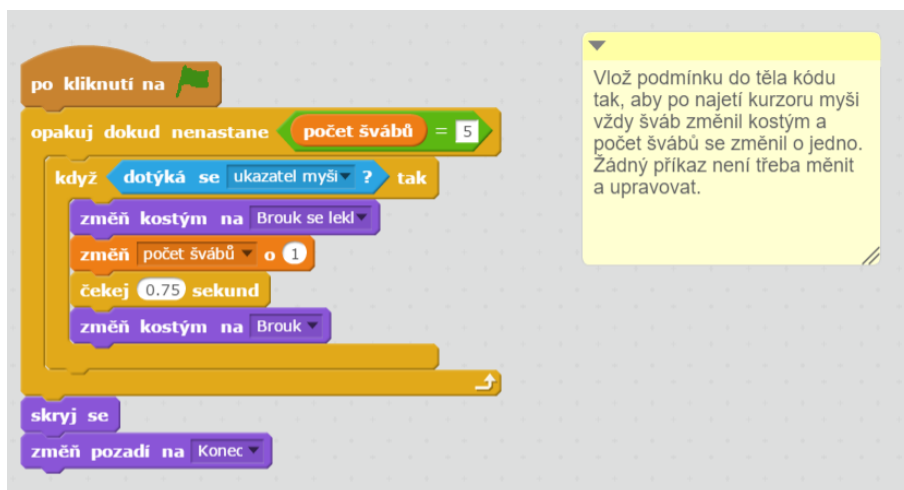 po kliknutí na
opakuj dokud nenastane počet švábů = 5
když dotýká se ukazatel myši ? tak
změň kostým na Brouk se lekl
změň počet švábů o 1
čekej 0.75 sekund
změň kostým na Brouk
skryj se
změň pozadí na Konec
Vlož podmínku do těla kódu
tak, aby po najetí kurzoru myši
vždy šváb změnil kostým a
počet švábů se změnil o jedno.
Žádný příkaz není třeba měnit
a upravovat.